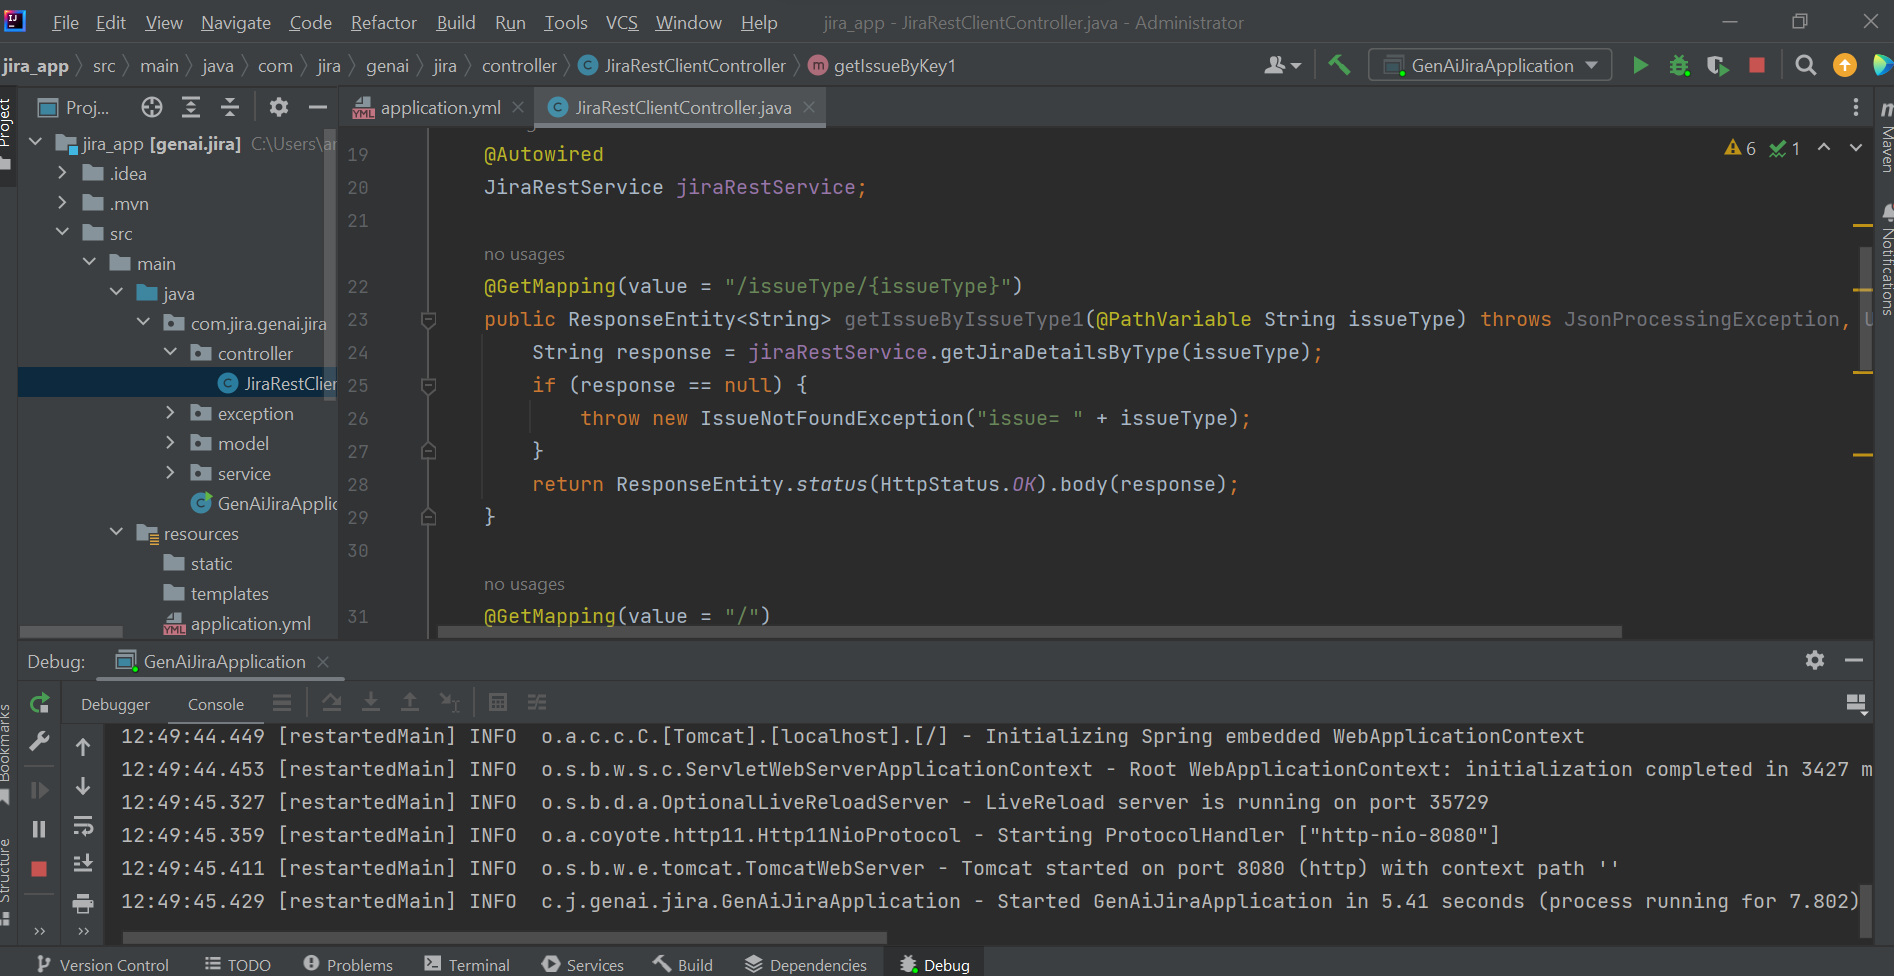 File Edit View Navigate Code Refactor Build Run Tools VCS Window Help jira_app - JiraRestClientController.java - Administrator
jira_app src main java com jira genai jira controller JiraRestClientController getIssueByKey1 GenAiJiraApplication
Project
Proj...
application.yml JiraRestClientController.java
jira_app [genai.jira] C:\Users\ar
.idea
.mvn
src
main
java
com.jira.genai.jira
controller
JiraRestClier
exception
model
service
GenAiJiraApplic
resources
static
templates
application.yml
6 1
19 @Autowired
20 JiraRestService jiraRestService;
21
no usages
22 @GetMapping(value = "/issueType/{issueType}")
23 public ResponseEntity<String> getIssueByIssueType1(@PathVariable String issueType) throws JsonProcessingException, U
24 String response = jiraRestService.getJiraDetailsByType(issueType);
25 if (response == null) {
26 throw new IssueNotFoundException("issue= " + issueType);
27 }
28 return ResponseEntity.status(HttpStatus.OK).body(response);
29 }
30
no usages
31 @GetMapping(value = "/")
Maven
Notifications
Debug: GenAiJiraApplication
Debugger Console
12:49:44.449 [restartedMain] INFO o.a.c.c.C.[Tomcat].[localhost].[/] - Initializing Spring embedded WebApplicationContext
12:49:44.453 [restartedMain] INFO o.s.b.w.s.c.ServletWebServerApplicationContext - Root WebApplicationContext: initialization completed in 3427 m
12:49:45.327 [restartedMain] INFO o.s.b.d.a.OptionalLiveReloadServer - LiveReload server is running on port 35729
12:49:45.359 [restartedMain] INFO o.a.coyote.http11.Http11NioProtocol - Starting ProtocolHandler ["http-nio-8080"]
12:49:45.411 [restartedMain] INFO o.s.b.w.e.tomcat.TomcatWebServer - Tomcat started on port 8080 (http) with context path ''
12:49:45.429 [restartedMain] INFO c.j.genai.jira.GenAiJiraApplication - Started GenAiJiraApplication in 5.41 seconds (process running for 7.802)
Bookmarks
Structure
Version Control TODO Problems Terminal Services Build Dependencies Debug